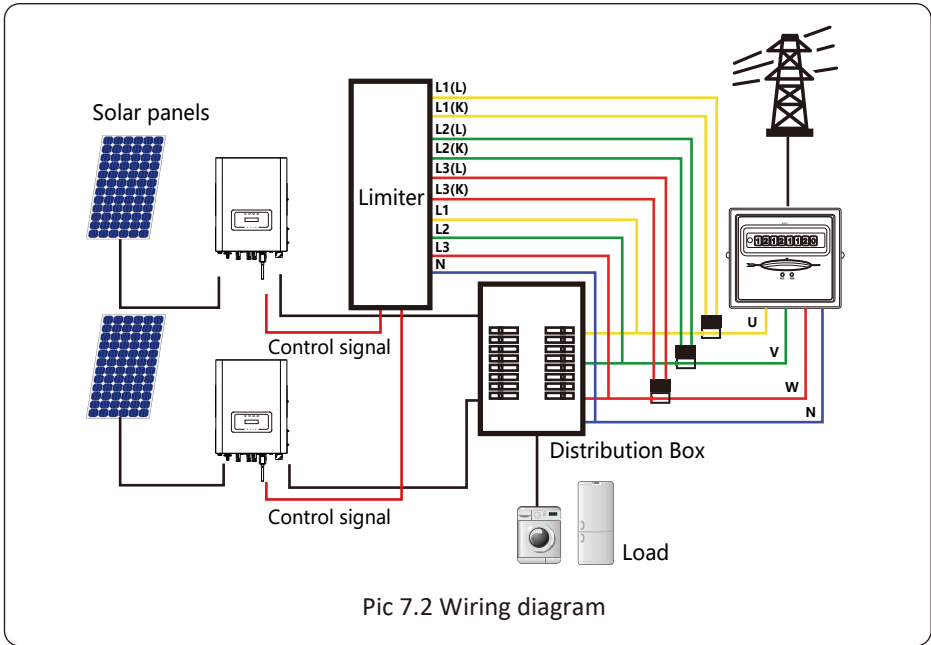 Solar panels
Limiter
L1(L)
L1(K)
L2(L)
L2(K)
L3(L)
L3(K)
L1
L2
L3
N
12121120
U
V
W
N
Control signal
Distribution Box
Control signal
Load
Pic 7.2 Wiring diagram